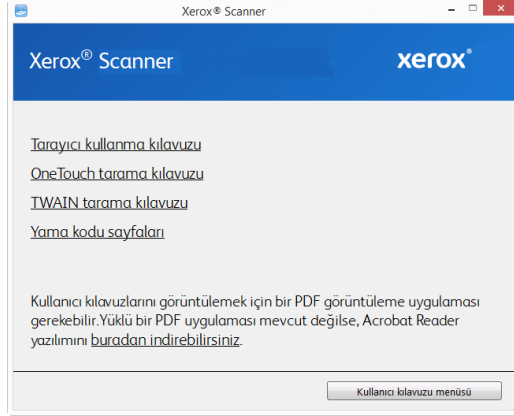 Xerox® Scanner
Xerox® Scanner
xerox®
Tarayıcı kullanma kılavuzu
OneTouch tarama kılavuzu
TWAIN tarama kılavuzu
Yama kodu sayfaları
Kullanıcı kılavuzlarını görüntülemek için bir PDF görüntüleme uygulaması
gerekebilir.Yüklü bir PDF uygulaması mevcut değilse, Acrobat Reader
yazılımını buradan indirebilirsiniz.
Kullanıcı kılavuzu menüsü